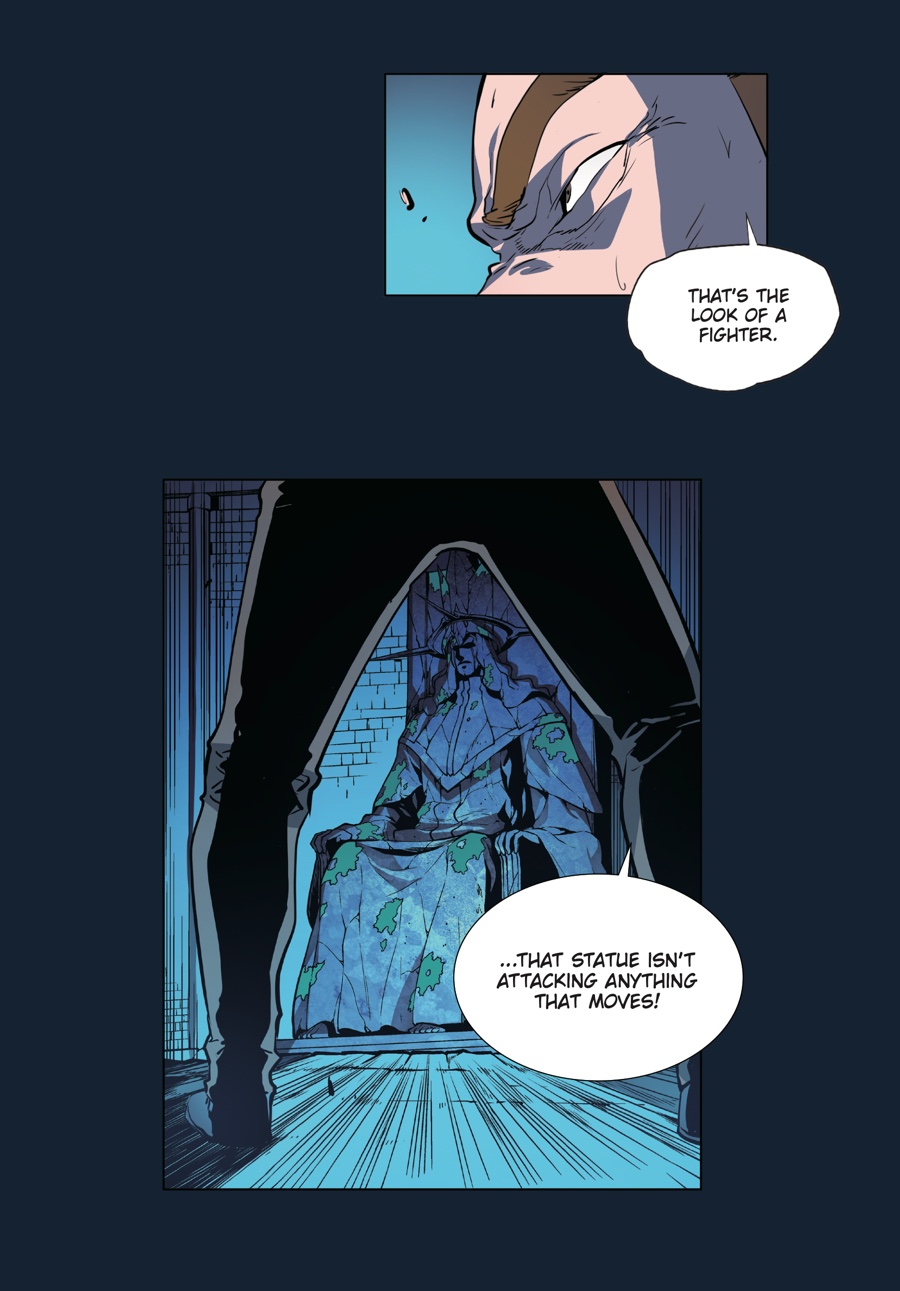 THAT'S THE
LOOK OF A
FIGHTER.
...THAT STATUE ISN'T
ATTACKING ANYTHING
THAT MOVES!